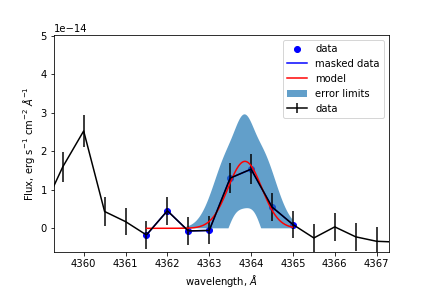 1e−14
5
4
3
2
1
0
Flux, erg s⁻¹ cm⁻² Å⁻¹
data
masked data
model
error limits
data
4360 4361 4362 4363 4364 4365 4366 4367
wavelength, Å